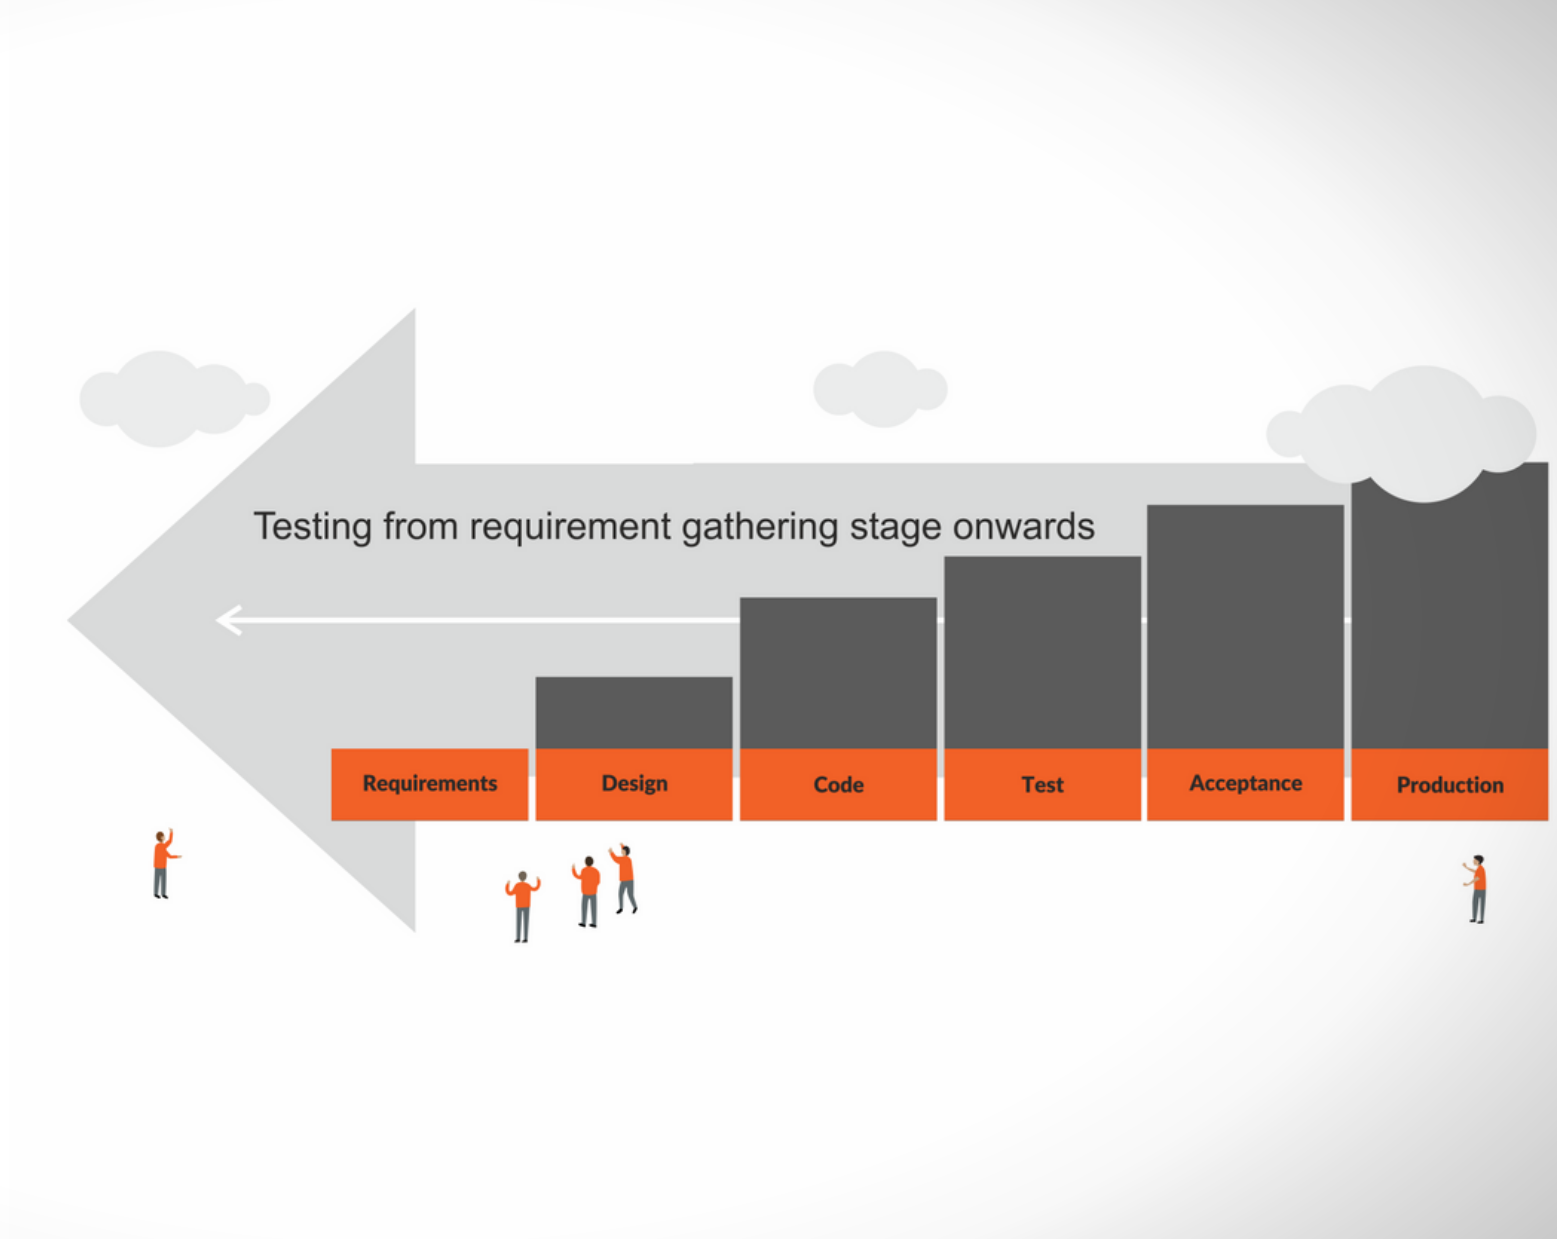 Testing from requirement gathering stage onwards
Requirements
Design
Code
Test
Acceptance
Production